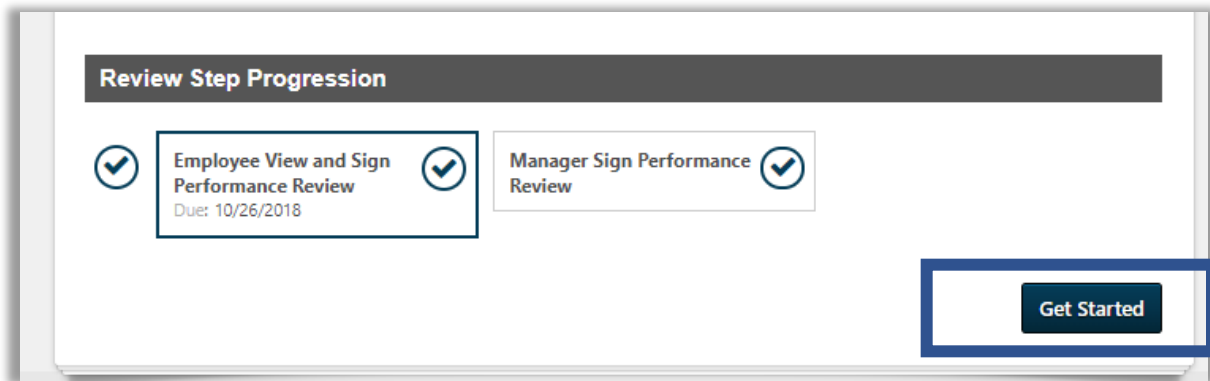 Review Step Progression
Employee View and Sign
Performance Review
Due: 10/26/2018
Manager Sign Performance
Review
Get Started